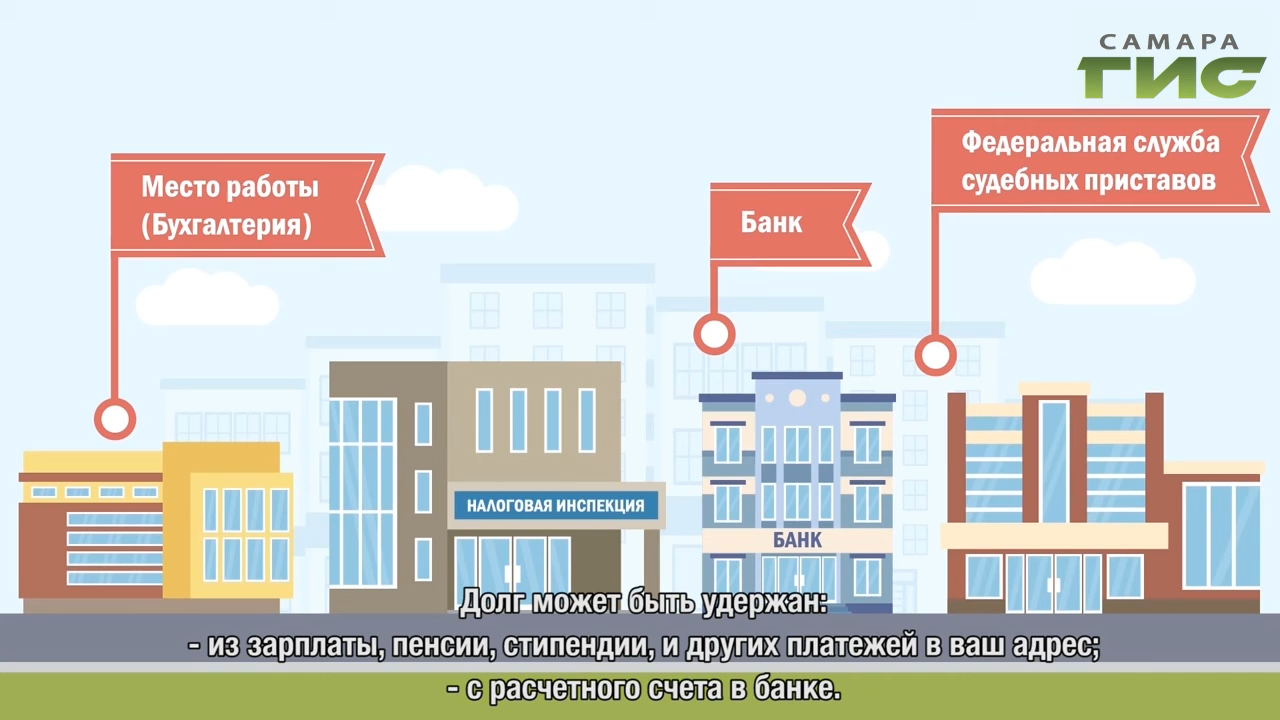 САМАРА
ГИС
Федеральная служба
судебных приставов
Место работы
(Бухгалтерия)
Банк
НАЛОГОВАЯ ИНСПЕКЦИЯ
БАНК
Долг может быть удержан:
- из зарплаты, пенсии, стипендии, и других платежей в ваш адрес;
- с расчетного счета в банке.